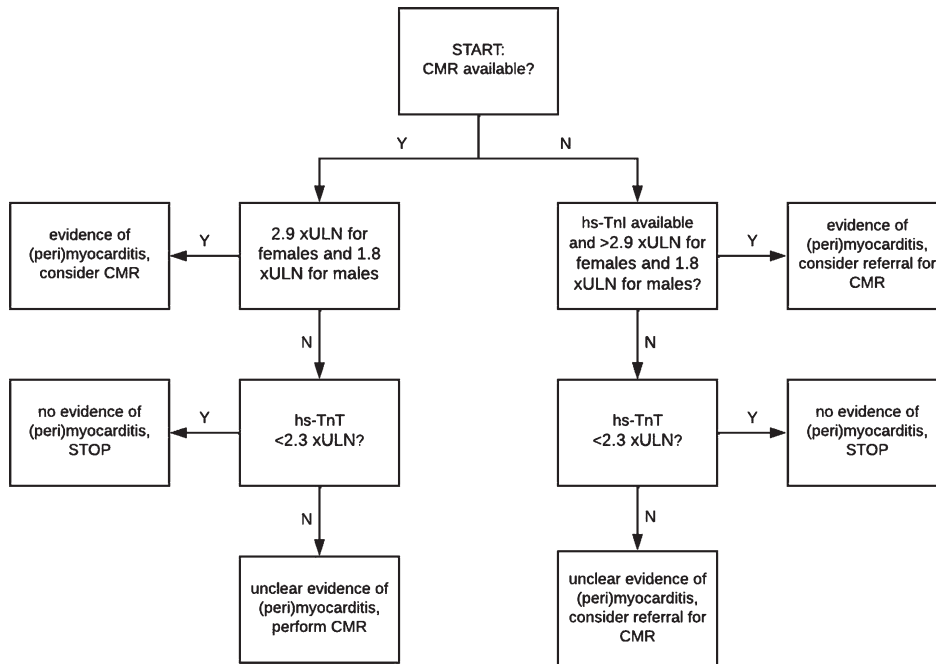 START:
CMR available?
Y
N
evidence of
(peri)myocarditis,
consider CMR
Y
2.9 xULN for
females and 1.8
xULN for males
hs-TnI available
and >2.9 xULN for
females and 1.8
xULN for males?
Y
evidence of
(peri)myocarditis,
consider referral for
CMR
N
N
no evidence of
(peri)myocarditis,
STOP
Y
hs-TnT
<2.3 xULN?
hs-TnT
<2.3 xULN?
Y
no evidence of
(peri)myocarditis,
STOP
N
N
unclear evidence of
(peri)myocarditis,
perform CMR
unclear evidence of
(peri)myocarditis,
consider referral for
CMR